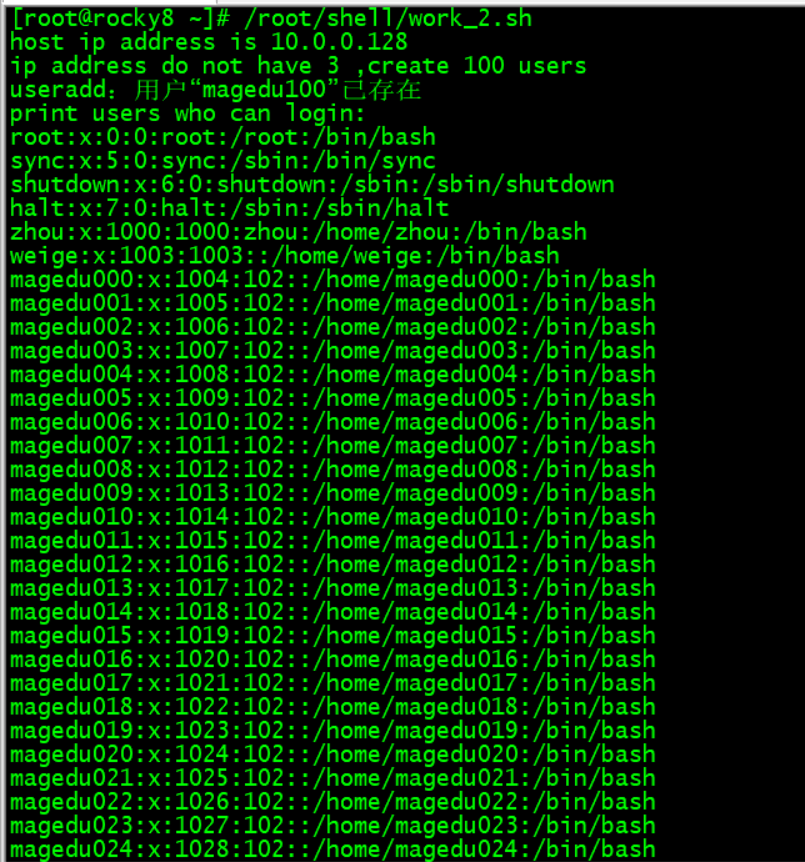 [root@rocky8 ~]# /root/shell/work_2.sh
host ip address is 10.0.0.128
ip address do not have 3 ,create 100 users
useradd：用户“magedu100”已存在
print users who can login:
root:x:0:0:root:/root:/bin/bash
sync:x:5:0:sync:/sbin:/bin/sync
shutdown:x:6:0:shutdown:/sbin:/sbin/shutdown
halt:x:7:0:halt:/sbin:/sbin/halt
zhou:x:1000:1000:zhou:/home/zhou:/bin/bash
weige:x:1003:1003::/home/weige:/bin/bash
magedu000:x:1004:102::/home/magedu000:/bin/bash
magedu001:x:1005:102::/home/magedu001:/bin/bash
magedu002:x:1006:102::/home/magedu002:/bin/bash
magedu003:x:1007:102::/home/magedu003:/bin/bash
magedu004:x:1008:102::/home/magedu004:/bin/bash
magedu005:x:1009:102::/home/magedu005:/bin/bash
magedu006:x:1010:102::/home/magedu006:/bin/bash
magedu007:x:1011:102::/home/magedu007:/bin/bash
magedu008:x:1012:102::/home/magedu008:/bin/bash
magedu009:x:1013:102::/home/magedu009:/bin/bash
magedu010:x:1014:102::/home/magedu010:/bin/bash
magedu011:x:1015:102::/home/magedu011:/bin/bash
magedu012:x:1016:102::/home/magedu012:/bin/bash
magedu013:x:1017:102::/home/magedu013:/bin/bash
magedu014:x:1018:102::/home/magedu014:/bin/bash
magedu015:x:1019:102::/home/magedu015:/bin/bash
magedu016:x:1020:102::/home/magedu016:/bin/bash
magedu017:x:1021:102::/home/magedu017:/bin/bash
magedu018:x:1022:102::/home/magedu018:/bin/bash
magedu019:x:1023:102::/home/magedu019:/bin/bash
magedu020:x:1024:102::/home/magedu020:/bin/bash
magedu021:x:1025:102::/home/magedu021:/bin/bash
magedu022:x:1026:102::/home/magedu022:/bin/bash
magedu023:x:1027:102::/home/magedu023:/bin/bash
magedu024:x:1028:102::/home/magedu024:/bin/bash